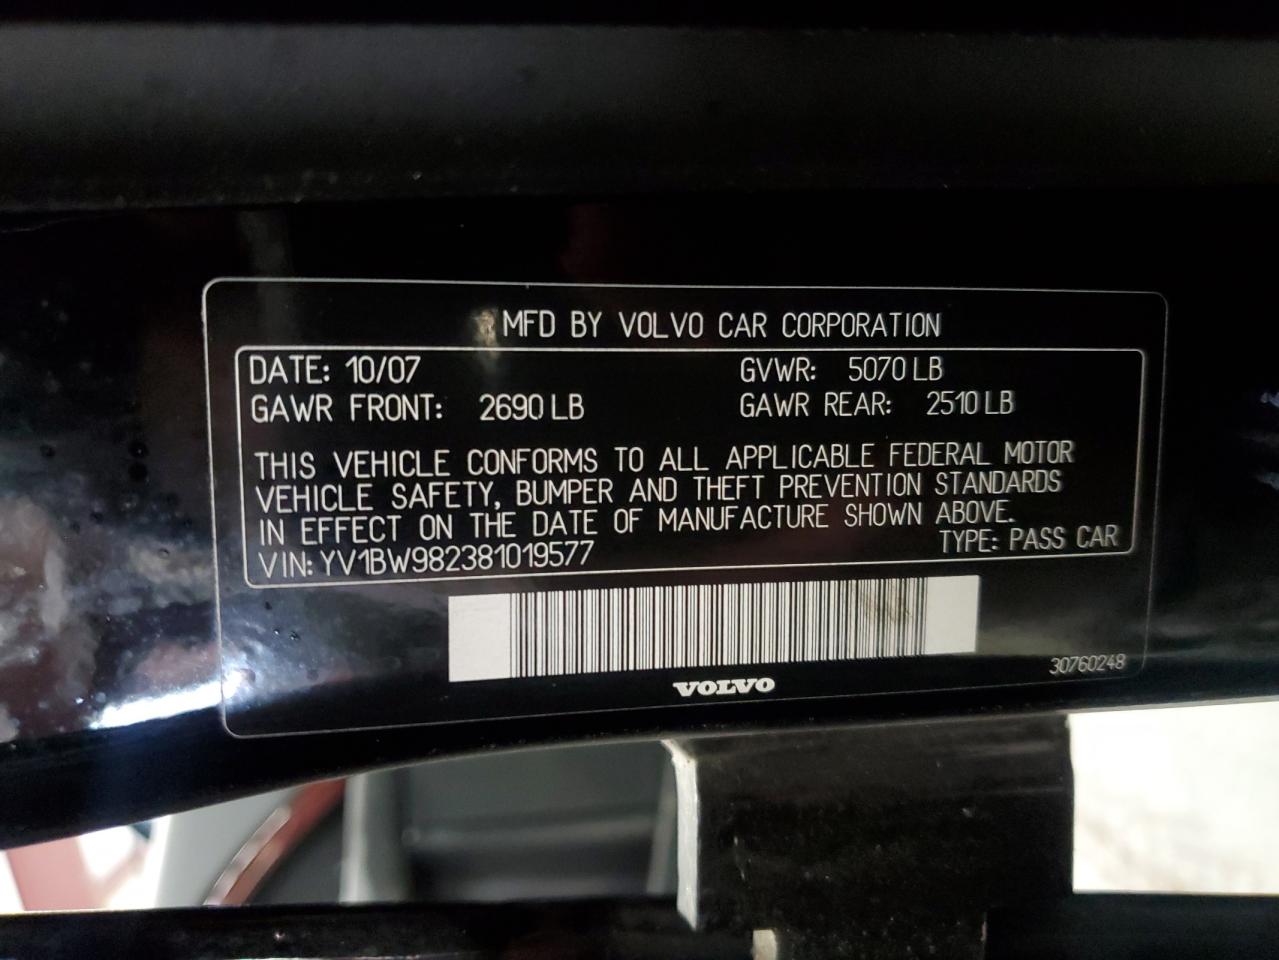 MFD BY VOLVO CAR CORPORATION
DATE: 10/07 GVWR: 5070 LB
GAWR FRONT: 2690 LB GAWR REAR: 2510 LB
THIS VEHICLE CONFORMS TO ALL APPLICABLE FEDERAL MOTOR
VEHICLE SAFETY, BUMPER AND THEFT PREVENTION STANDARDS
IN EFFECT ON THE DATE OF MANUFACTURE SHOWN ABOVE.
VIN: YV1BW982381019577 TYPE: PASS CAR
30760248
VOLVO